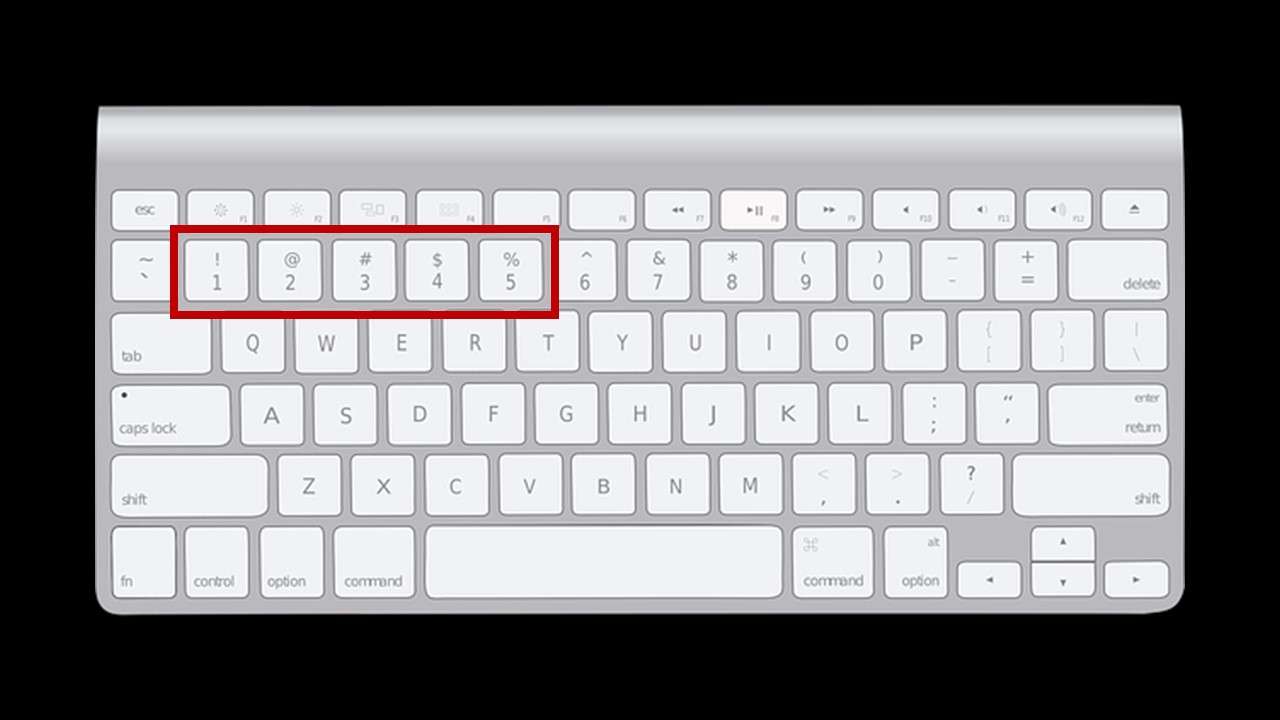 esc F1 F2 F3 F4 F5 F6 F7 F8 F9 F10 F11 F12
~ ! @ # $ % ^ & * ( ) _ +
` 1 2 3 4 5 6 7 8 9 0 - = delete
tab Q W E R T Y U I O P { [ } ] | \
caps lock A S D F G H J K L : ; “ , enter return
shift Z X C V B N M < , > . ? / shift
fn control option command ⌘ command alt option